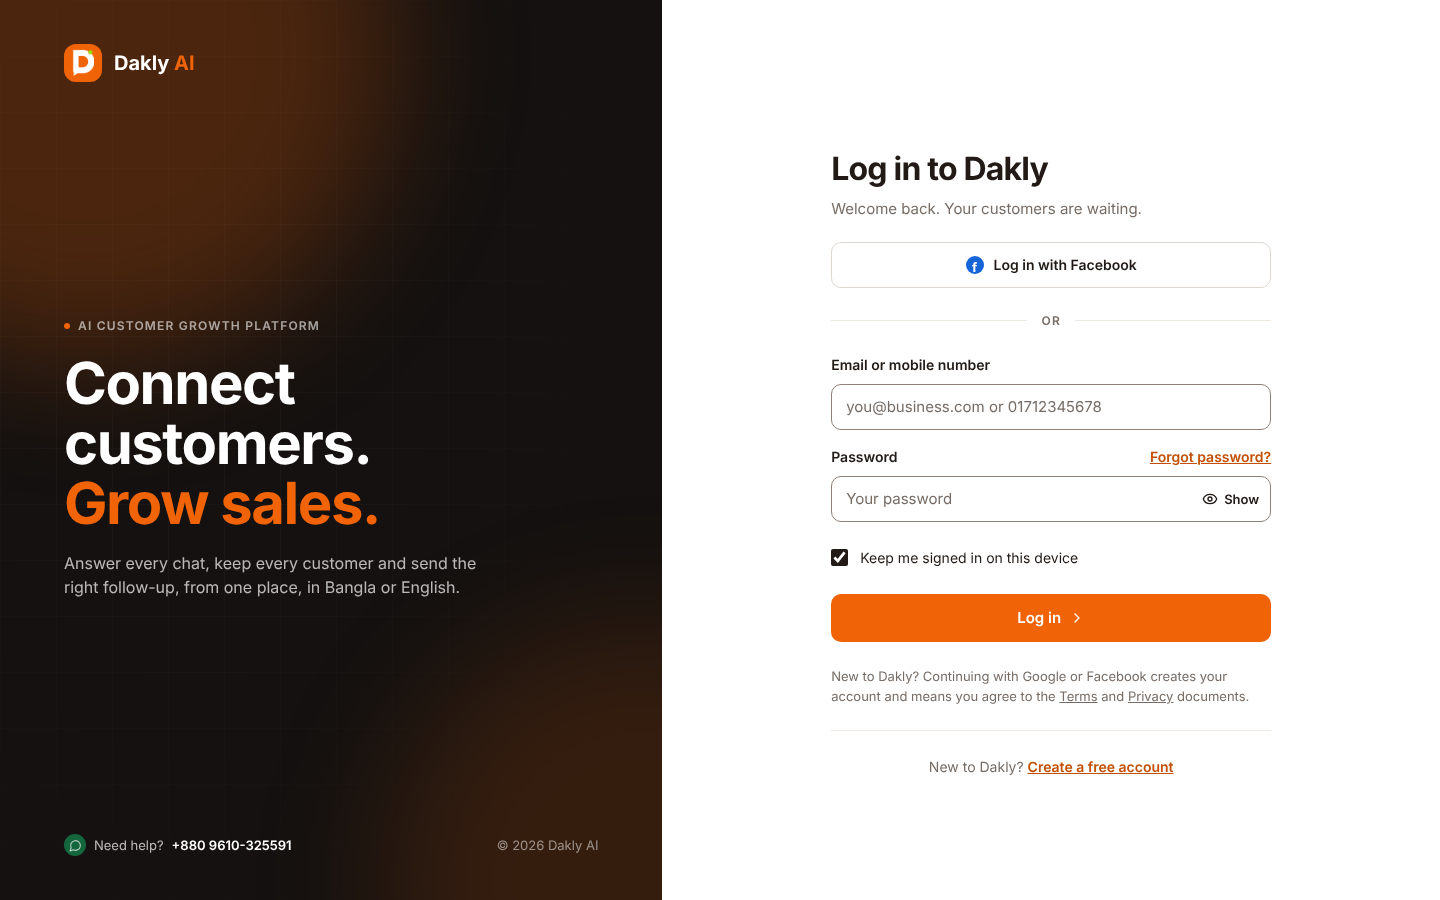 Dakly AI
AI CUSTOMER GROWTH PLATFORM
Connect
customers.
Grow sales.
Answer every chat, keep every customer and send the
right follow-up, from one place, in Bangla or English.
Need help? +880 9610-325591
© 2026 Dakly AI
Log in to Dakly
Welcome back. Your customers are waiting.
Log in with Facebook
OR
Email or mobile number
you@business.com or 01712345678
Password
Forgot password?
Your password
Show
Keep me signed in on this device
Log in
New to Dakly? Continuing with Google or Facebook creates your
account and means you agree to the Terms and Privacy documents.
New to Dakly? Create a free account